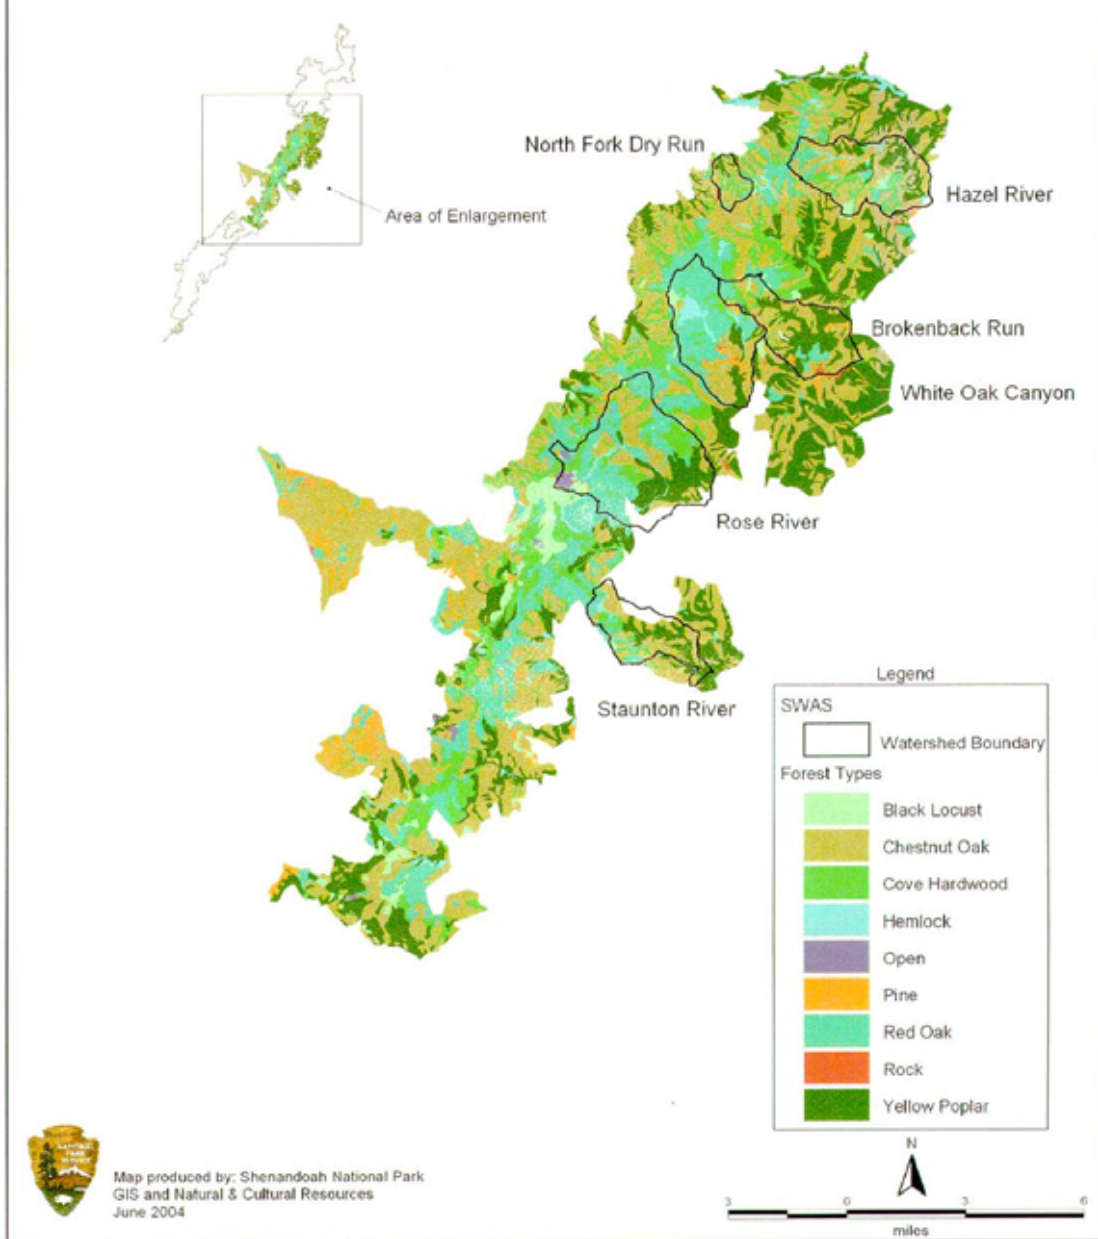 North Fork Dry Run
Hazel River
Area of Enlargement
Brokenback Run
White Oak Canyon
Rose River
Staunton River
Legend
SWAS
Watershed Boundary
Forest Types
Black Locust
Chestnut Oak
Cove Hardwood
Hemlock
Open
Pine
Red Oak
Rock
Yellow Poplar
N
3 0 3 6
miles
Map produced by: Shenandoah National Park
GIS and Natural & Cultural Resources
June 2004